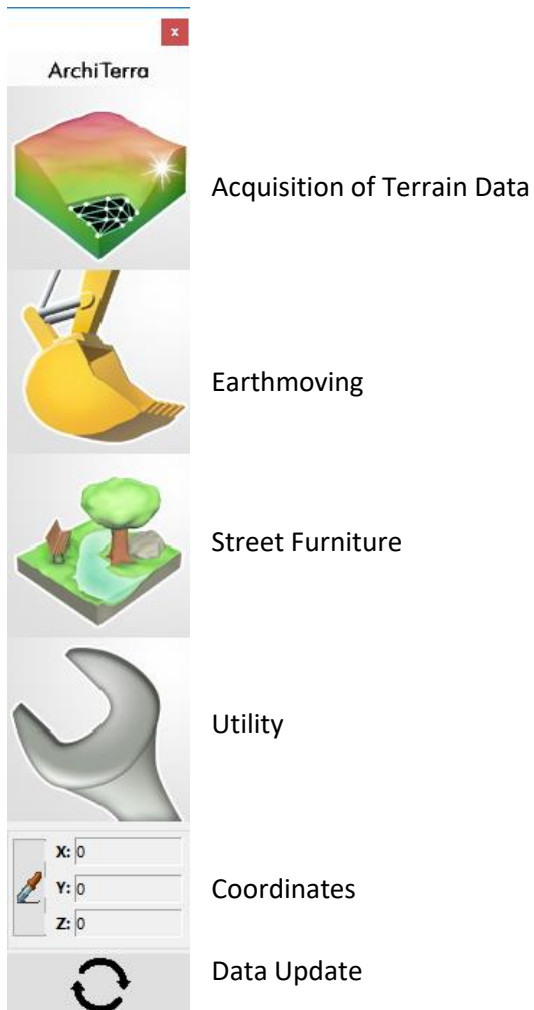 x
ArchiTerra
Acquisition of Terrain Data
Earthmoving
Street Furniture
Utility
X: 0
Y: 0
Z: 0
Coordinates
Data Update